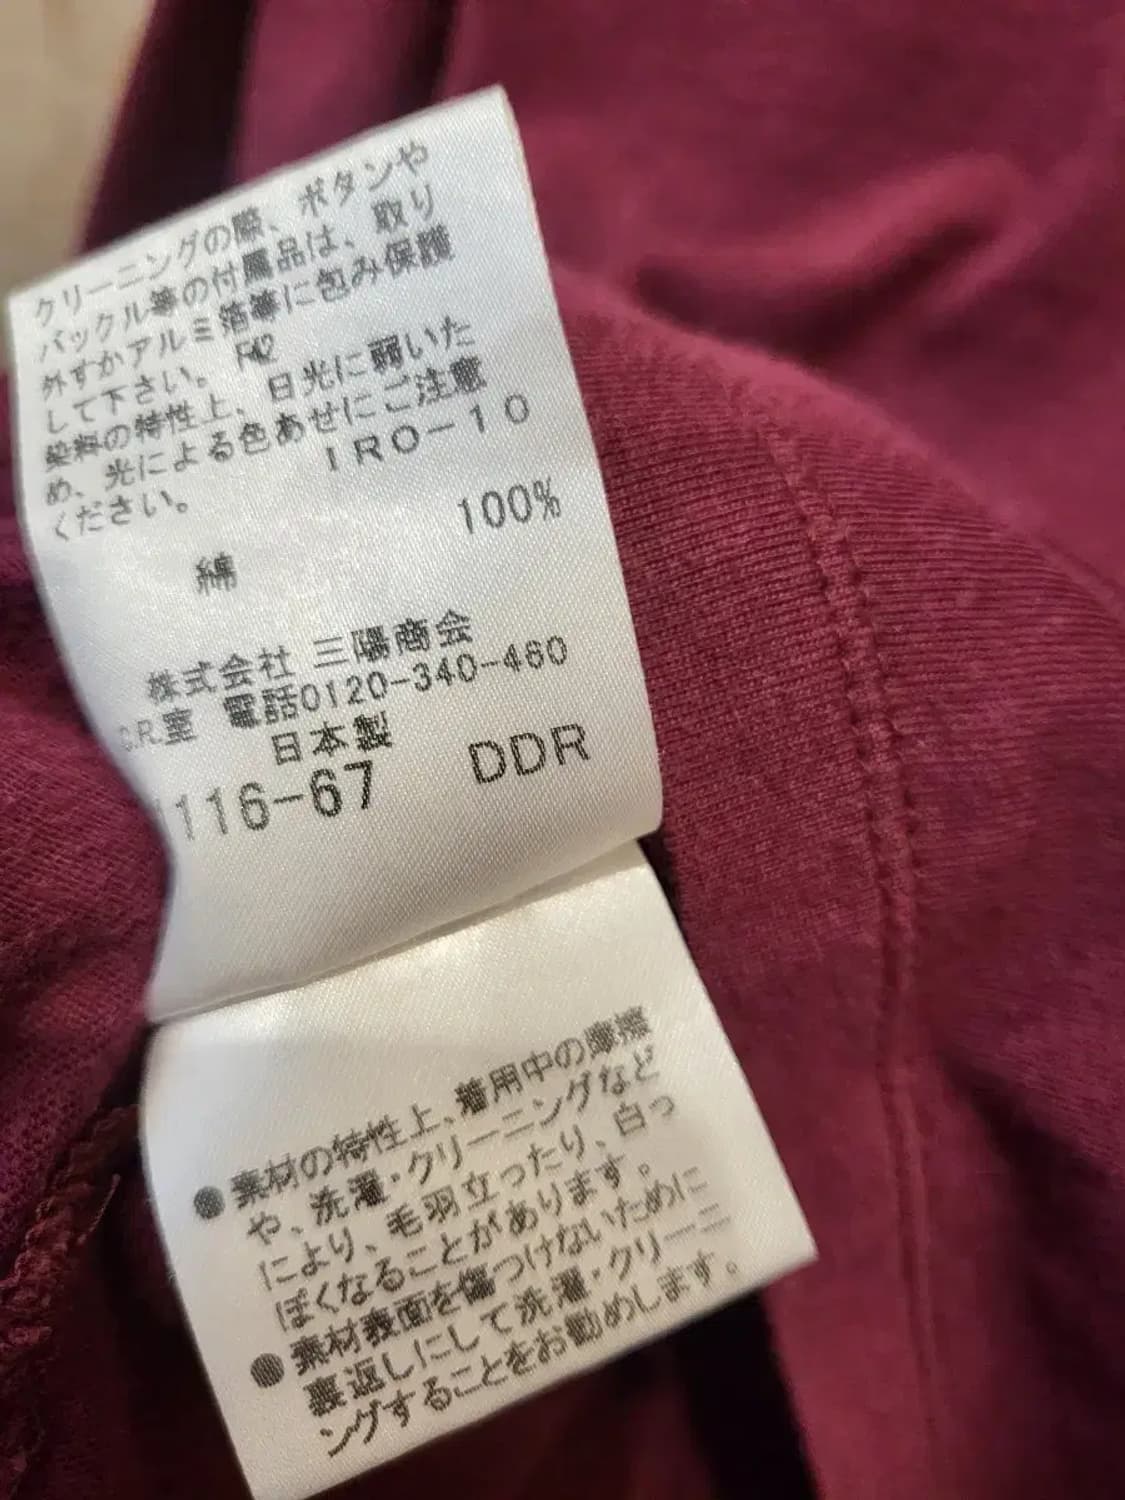 クリーニングの際、ボタンや
バックル等の付属品は、取り
外すかアルミ箔等に包み保護
して下さい。 F42
染料の特性上、日光に弱いた
め、光による色あせにご注意
ください。 IRO-10
綿 100%
株式会社 三陽商会
C.R.室 電話0120-340-460
日本製
116-67 DDR
●素材の特性上、着用中の摩擦
や、洗濯・クリーニングなど
により、毛羽立ったり、白っ
ぽくなることがあります。
●素材表面を傷つけないために
裏返しにして洗濯・クリーニ
ングすることをお勧めします。